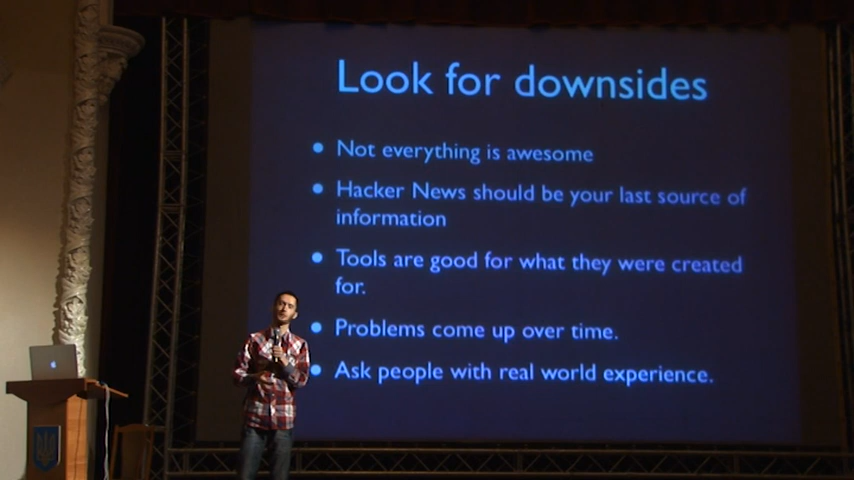 Look for downsides
• Not everything is awesome
• Hacker News should be your last source of
information
• Tools are good for what they were created
for.
• Problems come up over time.
• Ask people with real world experience.